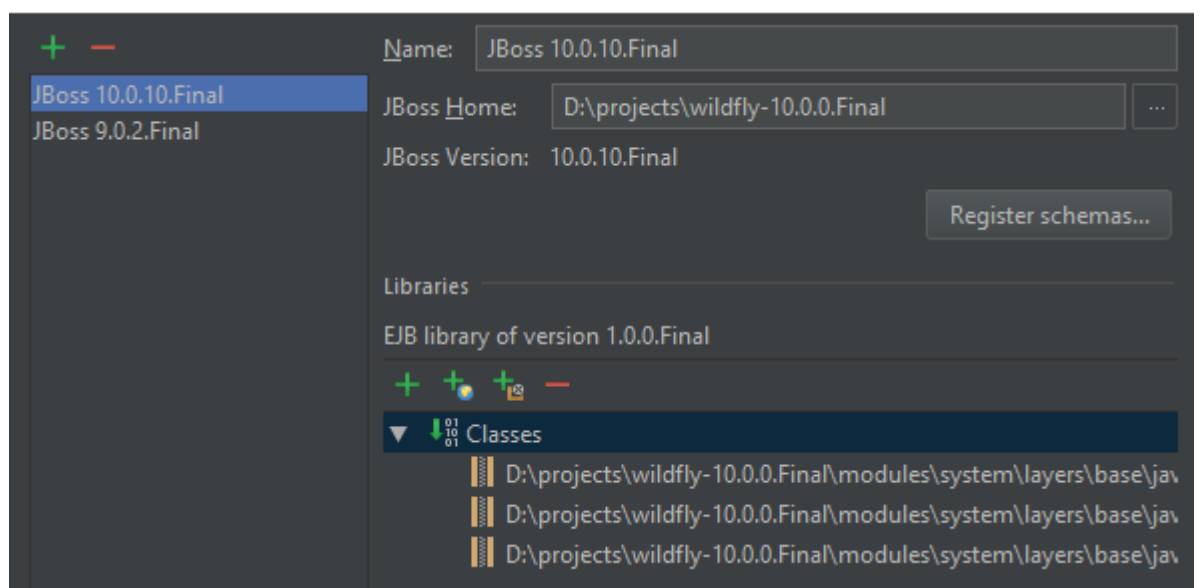 JBoss 10.0.10.Final
JBoss 9.0.2.Final
Name: JBoss 10.0.10.Final
JBoss Home: D:\projects\wildfly-10.0.0.Final ...
JBoss Version: 10.0.10.Final
Register schemas...
Libraries
EJB library of version 1.0.0.Final
Classes
D:\projects\wildfly-10.0.0.Final\modules\system\layers\base\jav
D:\projects\wildfly-10.0.0.Final\modules\system\layers\base\jav
D:\projects\wildfly-10.0.0.Final\modules\system\layers\base\jav